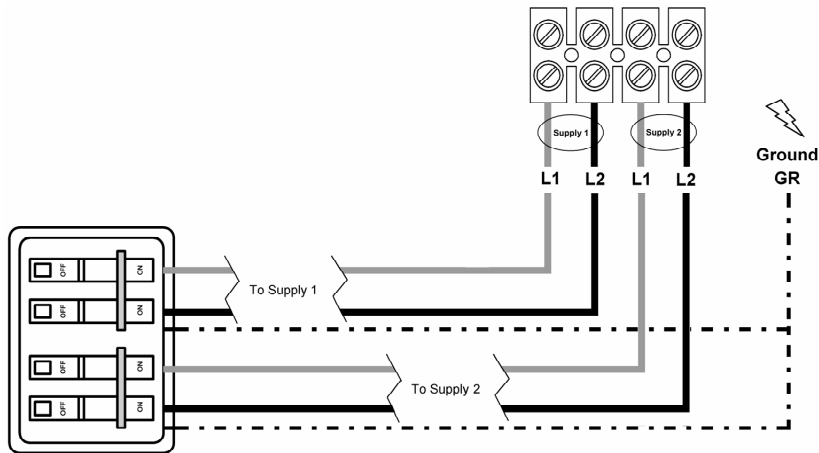 Supply 1 Supply 2
L1 L2 L1 L2
Ground
GR
OFF ON
OFF ON
To Supply 1
OFF ON
To Supply 2
OFF ON